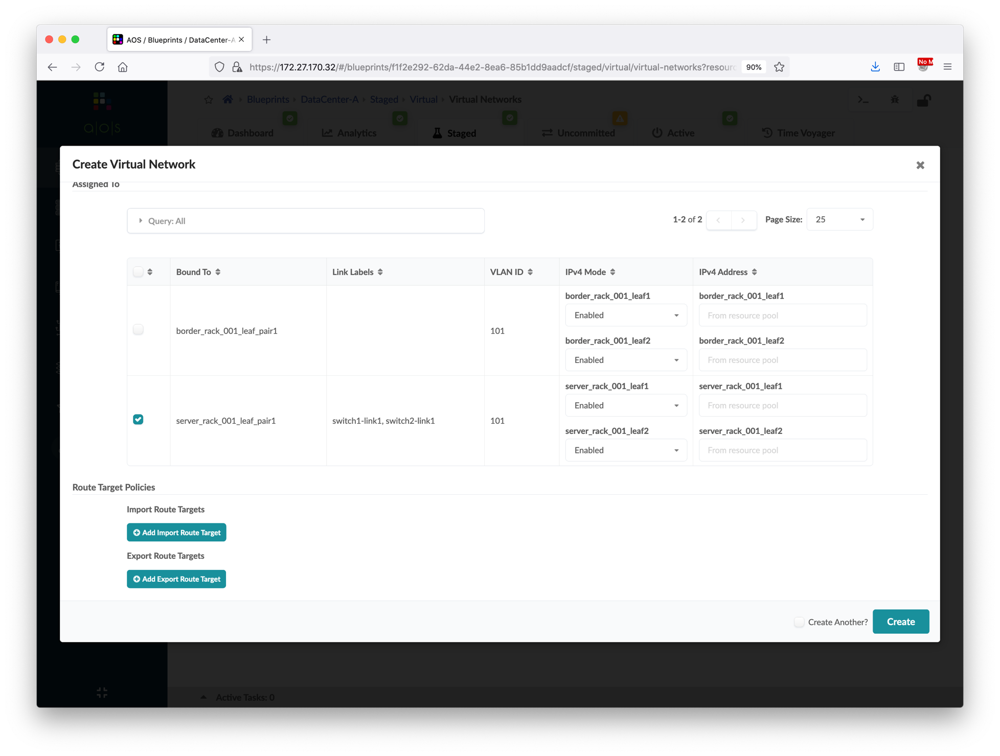 AOS / Blueprints / DataCenter-A
https://172.27.170.32/#/blueprints/f1f2e292-62da-44e2-8ea6-85b1dd9aadcf/staged/virtual/virtual-networks?resour
90%
No M
a|o|s
Blueprints
DataCenter-A
Staged
Virtual
Virtual Networks
Dashboard
Analytics
Staged
Uncommitted
Active
Time Voyager
Create Virtual Network
Assigned To
Query: All
1-2 of 2
Page Size:
25
Bound To
Link Labels
VLAN ID
IPv4 Mode
IPv4 Address
border_rack_001_leaf_pair1
101
border_rack_001_leaf1
Enabled
border_rack_001_leaf2
Enabled
border_rack_001_leaf1
From resource pool
border_rack_001_leaf2
From resource pool
server_rack_001_leaf_pair1
switch1-link1, switch2-link1
101
server_rack_001_leaf1
Enabled
server_rack_001_leaf2
Enabled
server_rack_001_leaf1
From resource pool
server_rack_001_leaf2
From resource pool
Route Target Policies
Import Route Targets
Add Import Route Target
Export Route Targets
Add Export Route Target
Create Another?
Create
Active Tasks: 0